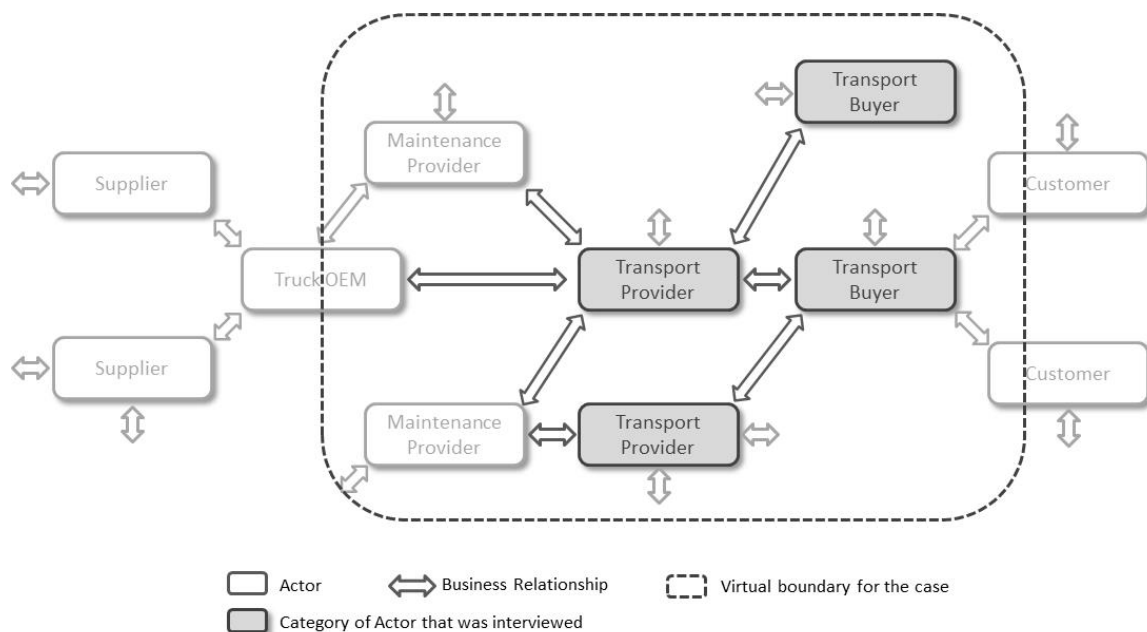 Transport
Buyer
Maintenance
Provider
Supplier
Customer
Truck OEM
Transport
Provider
Transport
Buyer
Supplier
Customer
Maintenance
Provider
Transport
Provider
Actor
Business Relationship
Virtual boundary for the case
Category of Actor that was interviewed